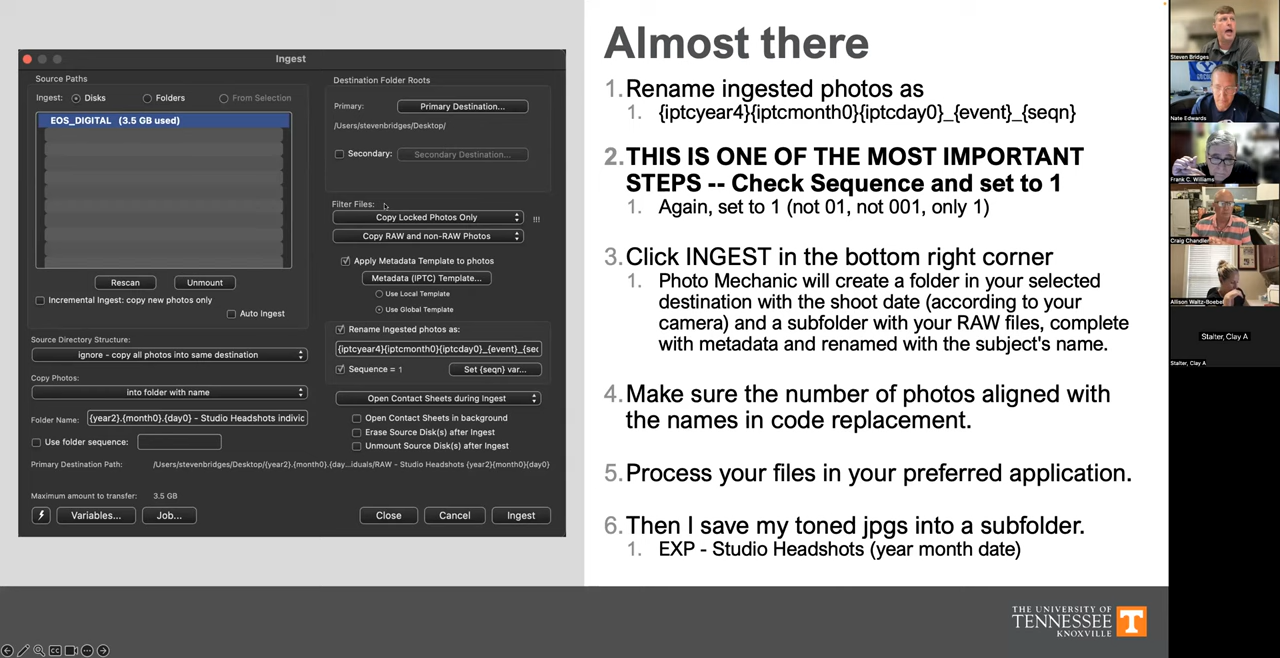 Ingest
Source Paths
Ingest:
Disks
Folders
From Selection
EOS_DIGITAL (3.5 GB used)
Rescan
Unmount
Incremental Ingest: copy new photos only
Auto Ingest
Source Directory Structure:
ignore - copy all photos into same destination
Copy Photos:
into folder with name
Folder Name:
{year2}.{month0}.{day0} - Studio Headshots indivic
Use folder sequence:
Primary Destination Path:
/Users/stevenbridges/Desktop/{year2}.{month0}.{day...iduals/RAW - Studio Headshots {year2}{month0}{day0}
Maximum amount to transfer:
3.5 GB
Variables...
Job...
Close
Cancel
Ingest
Destination Folder Roots
Primary:
Primary Destination...
/Users/stevenbridges/Desktop/
Secondary:
Secondary Destination...
Filter Files:
Copy Locked Photos Only
!!!
Copy RAW and non-RAW Photos
Apply Metadata Template to photos
Metadata (IPTC) Template...
Use Local Template
Use Global Template
Rename Ingested photos as:
{iptcyear4}{iptcmonth0}{iptcday0}_{event}_{sec
Sequence = 1
Set {seqn} var...
Open Contact Sheets during Ingest
Open Contact Sheets in background
Erase Source Disk(s) after Ingest
Unmount Source Disk(s) after Ingest
Almost there
1. Rename ingested photos as
1. {iptcyear4}{iptcmonth0}{iptcday0}_{event}_{seqn}
2. THIS IS ONE OF THE MOST IMPORTANT
STEPS -- Check Sequence and set to 1
1. Again, set to 1 (not 01, not 001, only 1)
3. Click INGEST in the bottom right corner
1. Photo Mechanic will create a folder in your selected
destination with the shoot date (according to your
camera) and a subfolder with your RAW files, complete
with metadata and renamed with the subject's name.
4. Make sure the number of photos aligned with
the names in code replacement.
5. Process your files in your preferred application.
6. Then I save my toned jpgs into a subfolder.
1. EXP - Studio Headshots (year month date)
THE UNIVERSITY OF
TENNESSEE
KNOXVILLE
T
CC
Steven Bridges
Nate Edwards
Frank C. Williams
Craig Chandler
Allison Waltz-Boebel
Stalter, Clay A
Stalter, Clay A